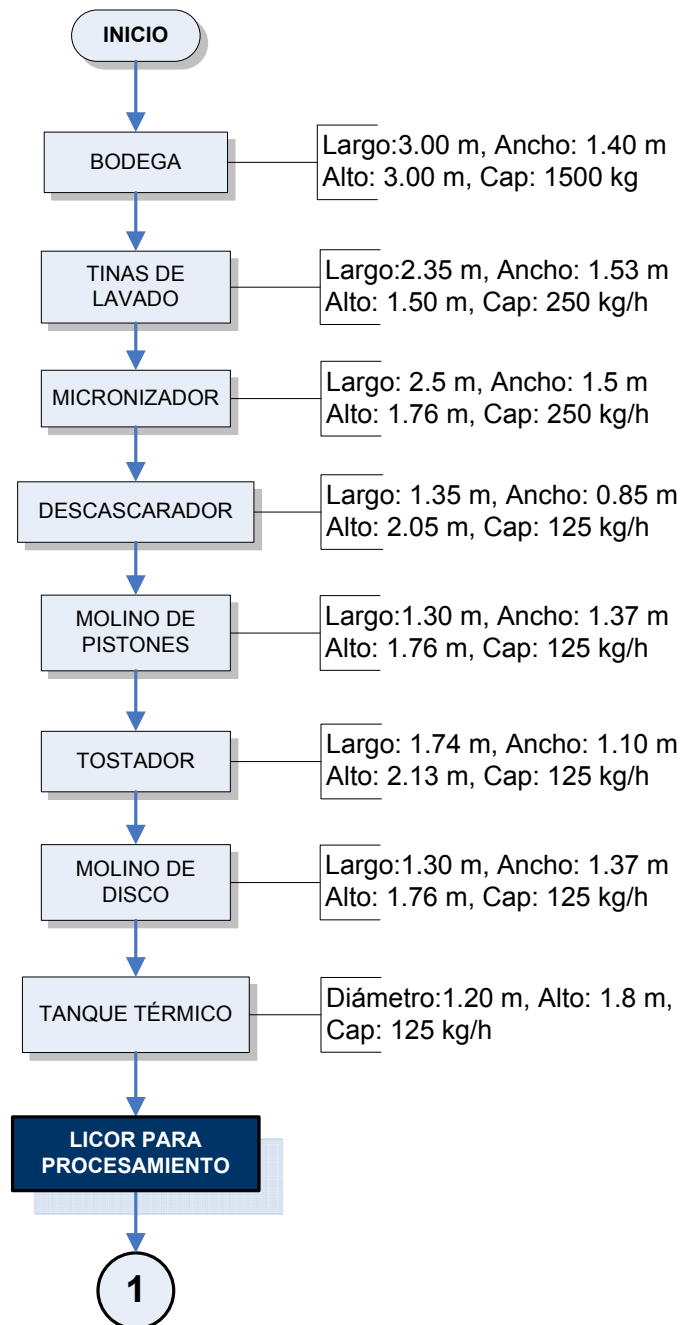 INICIO
BODEGA
Largo:3.00 m, Ancho: 1.40 m
Alto: 3.00 m, Cap: 1500 kg
TINAS DE
LAVADO
Largo:2.35 m, Ancho: 1.53 m
Alto: 1.50 m, Cap: 250 kg/h
MICRONIZADOR
Largo: 2.5 m, Ancho: 1.5 m
Alto: 1.76 m, Cap: 250 kg/h
DESCASCARADOR
Largo: 1.35 m, Ancho: 0.85 m
Alto: 2.05 m, Cap: 125 kg/h
MOLINO DE
PISTONES
Largo:1.30 m, Ancho: 1.37 m
Alto: 1.76 m, Cap: 125 kg/h
TOSTADOR
Largo: 1.74 m, Ancho: 1.10 m
Alto: 2.13 m, Cap: 125 kg/h
MOLINO DE
DISCO
Largo:1.30 m, Ancho: 1.37 m
Alto: 1.76 m, Cap: 125 kg/h
TANQUE TÉRMICO
Diámetro:1.20 m, Alto: 1.8 m,
Cap: 125 kg/h
LICOR PARA
PROCESAMIENTO
1